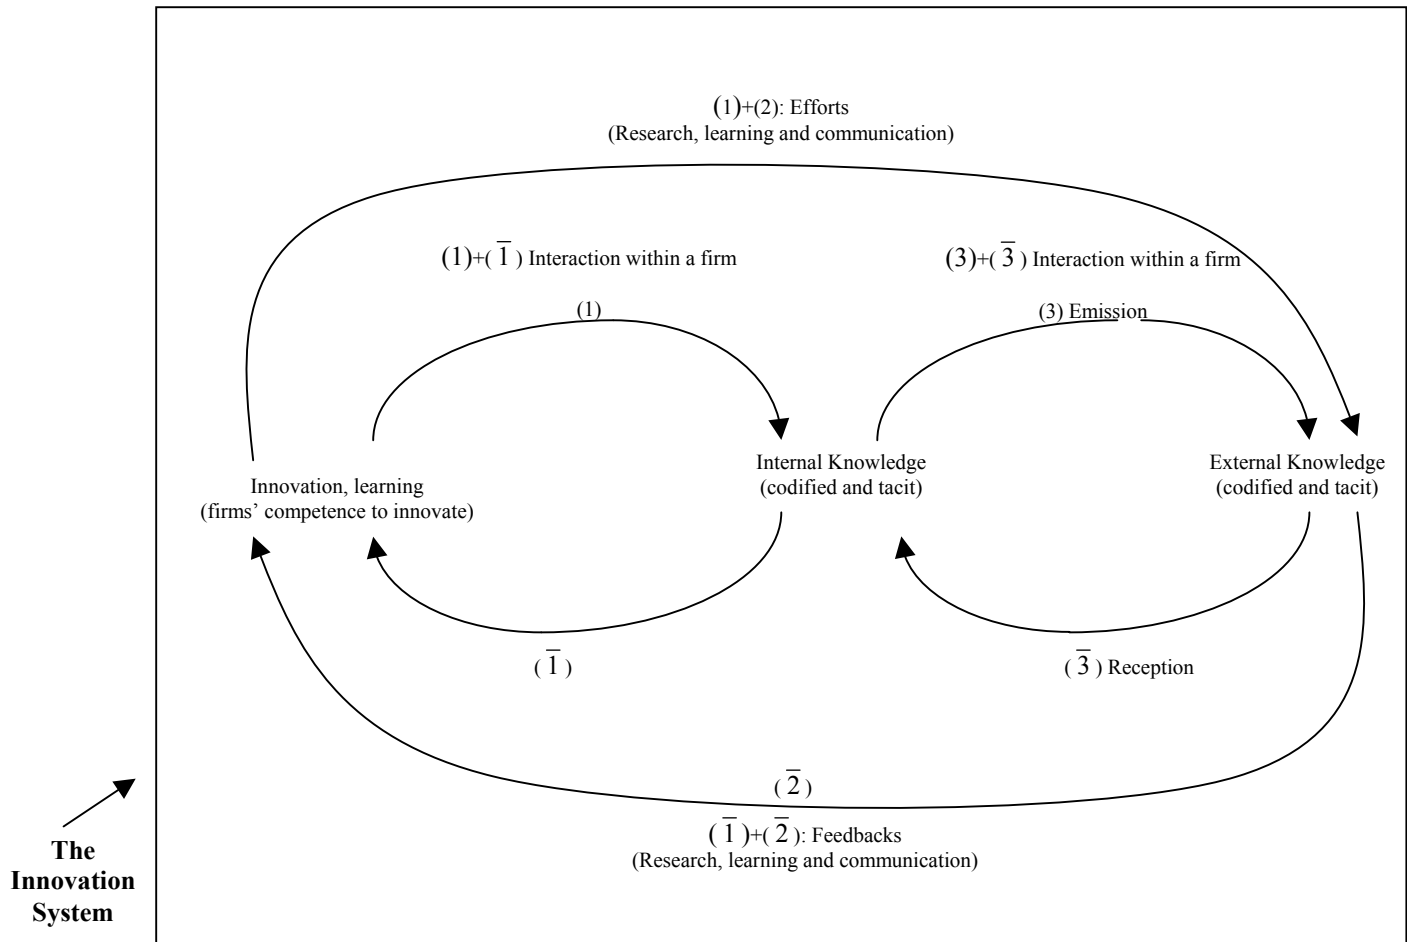 (1)+(2): Efforts
(Research, learning and communication)
(1)+(1̅) Interaction within a firm
(3)+(3̅) Interaction within a firm
(1)
(3) Emission
Internal Knowledge
(codified and tacit)
External Knowledge
(codified and tacit)
Innovation, learning
(firms’ competence to innovate)
(1̅)
(3̅) Reception
(2̅)
(1̅)+(2̅): Feedbacks
(Research, learning and communication)
The
Innovation
System